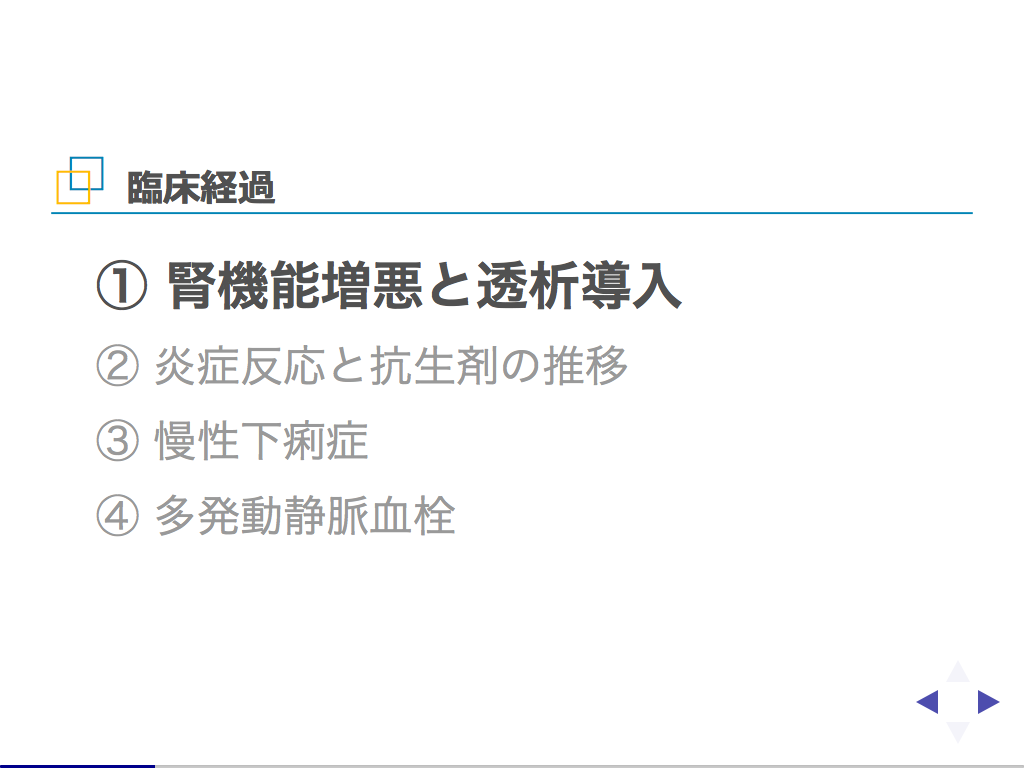 臨床経過
① 腎機能増悪と透析導入
② 炎症反応と抗生剤の推移
③ 慢性下痢症
④ 多発動静脈血栓